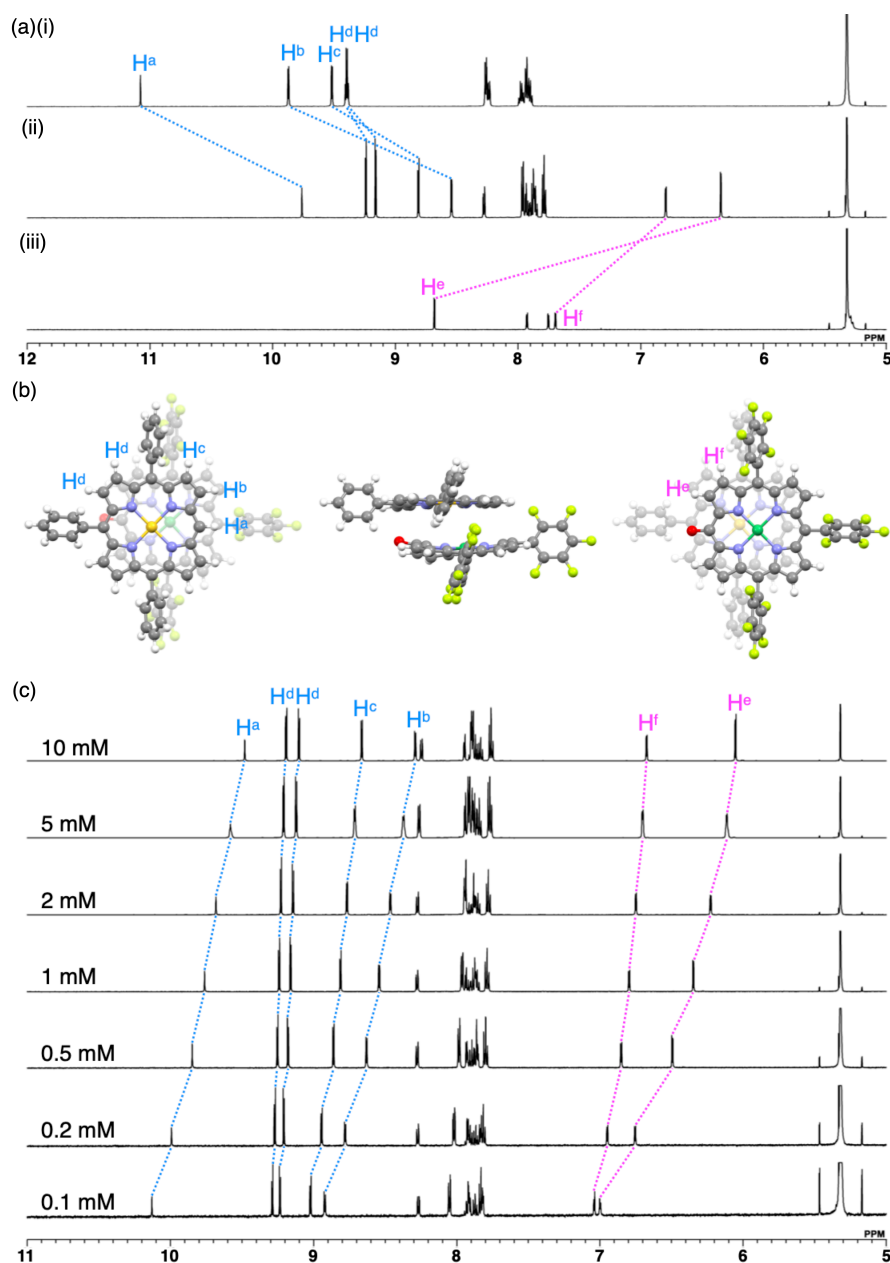 (a)(i)
Hᵃ Hᵇ Hᶜ Hᵈ Hᵈ
(ii)
(iii)
Hᵉ Hᶠ
12 11 10 9 8 7 6 5
PPM
(b)
Hᵈ Hᵈ Hᶜ Hᵇ Hᵃ
Hᶠ Hᵉ
(c)
Hᵃ Hᵈ Hᵈ Hᶜ Hᵇ Hᶠ Hᵉ
10 mM
5 mM
2 mM
1 mM
0.5 mM
0.2 mM
0.1 mM
11 10 9 8 7 6 5
PPM